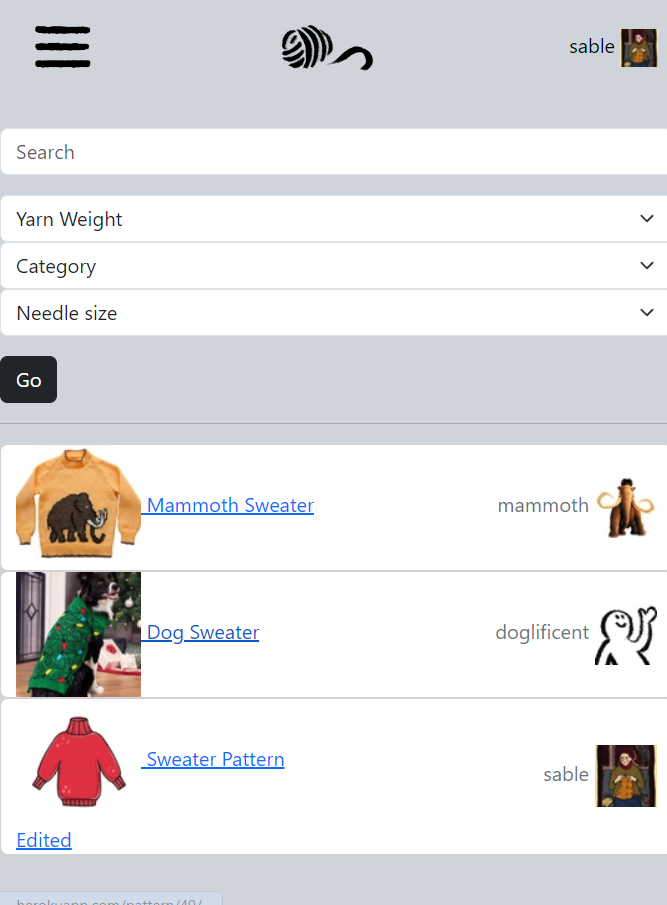 sable
Search
Yarn Weight
Category
Needle size
Go
Mammoth Sweater mammoth
Dog Sweater doglificent
Sweater Pattern
sable
Edited
herokuapp.com/pattern/49/